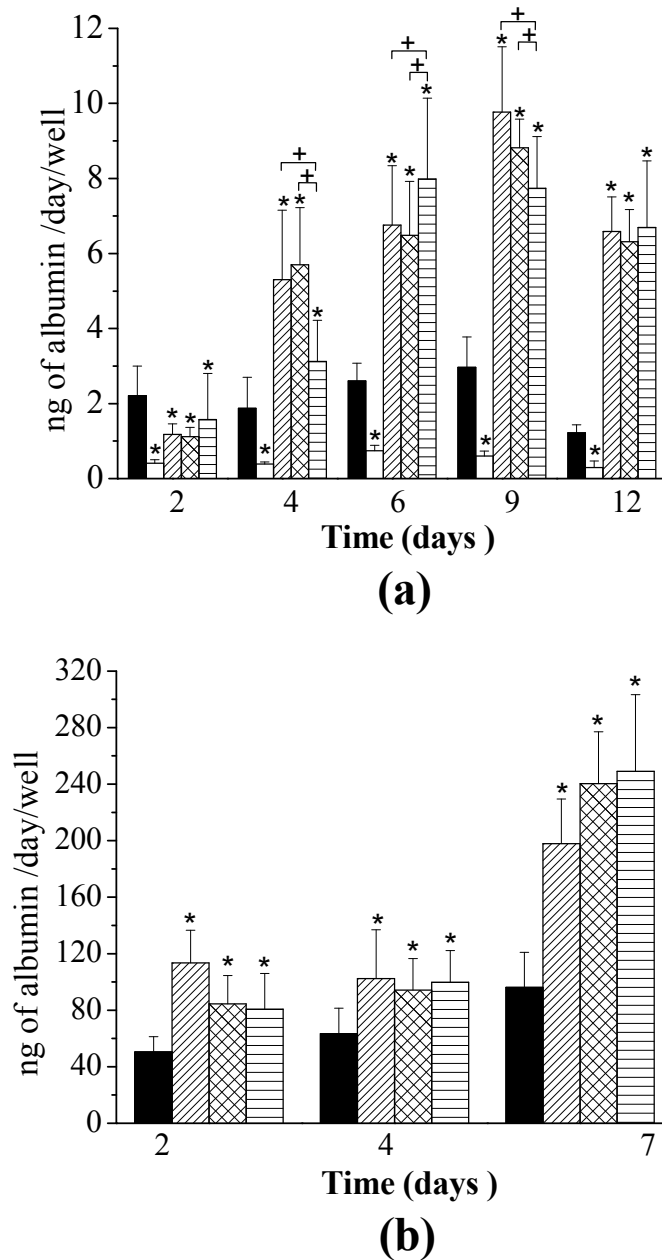 12
10
8
6
4
2
0
ng of albumin /day/well
+
+
+
+
+
+
* * * * *
* * * *
* * * *
* * * *
* * * *
2 4 6 9 12
Time (days )
(a)
320
280
240
200
160
120
80
40
0
ng of albumin /day/well
* * *
* * *
* * *
2 4 7
Time (days )
(b)